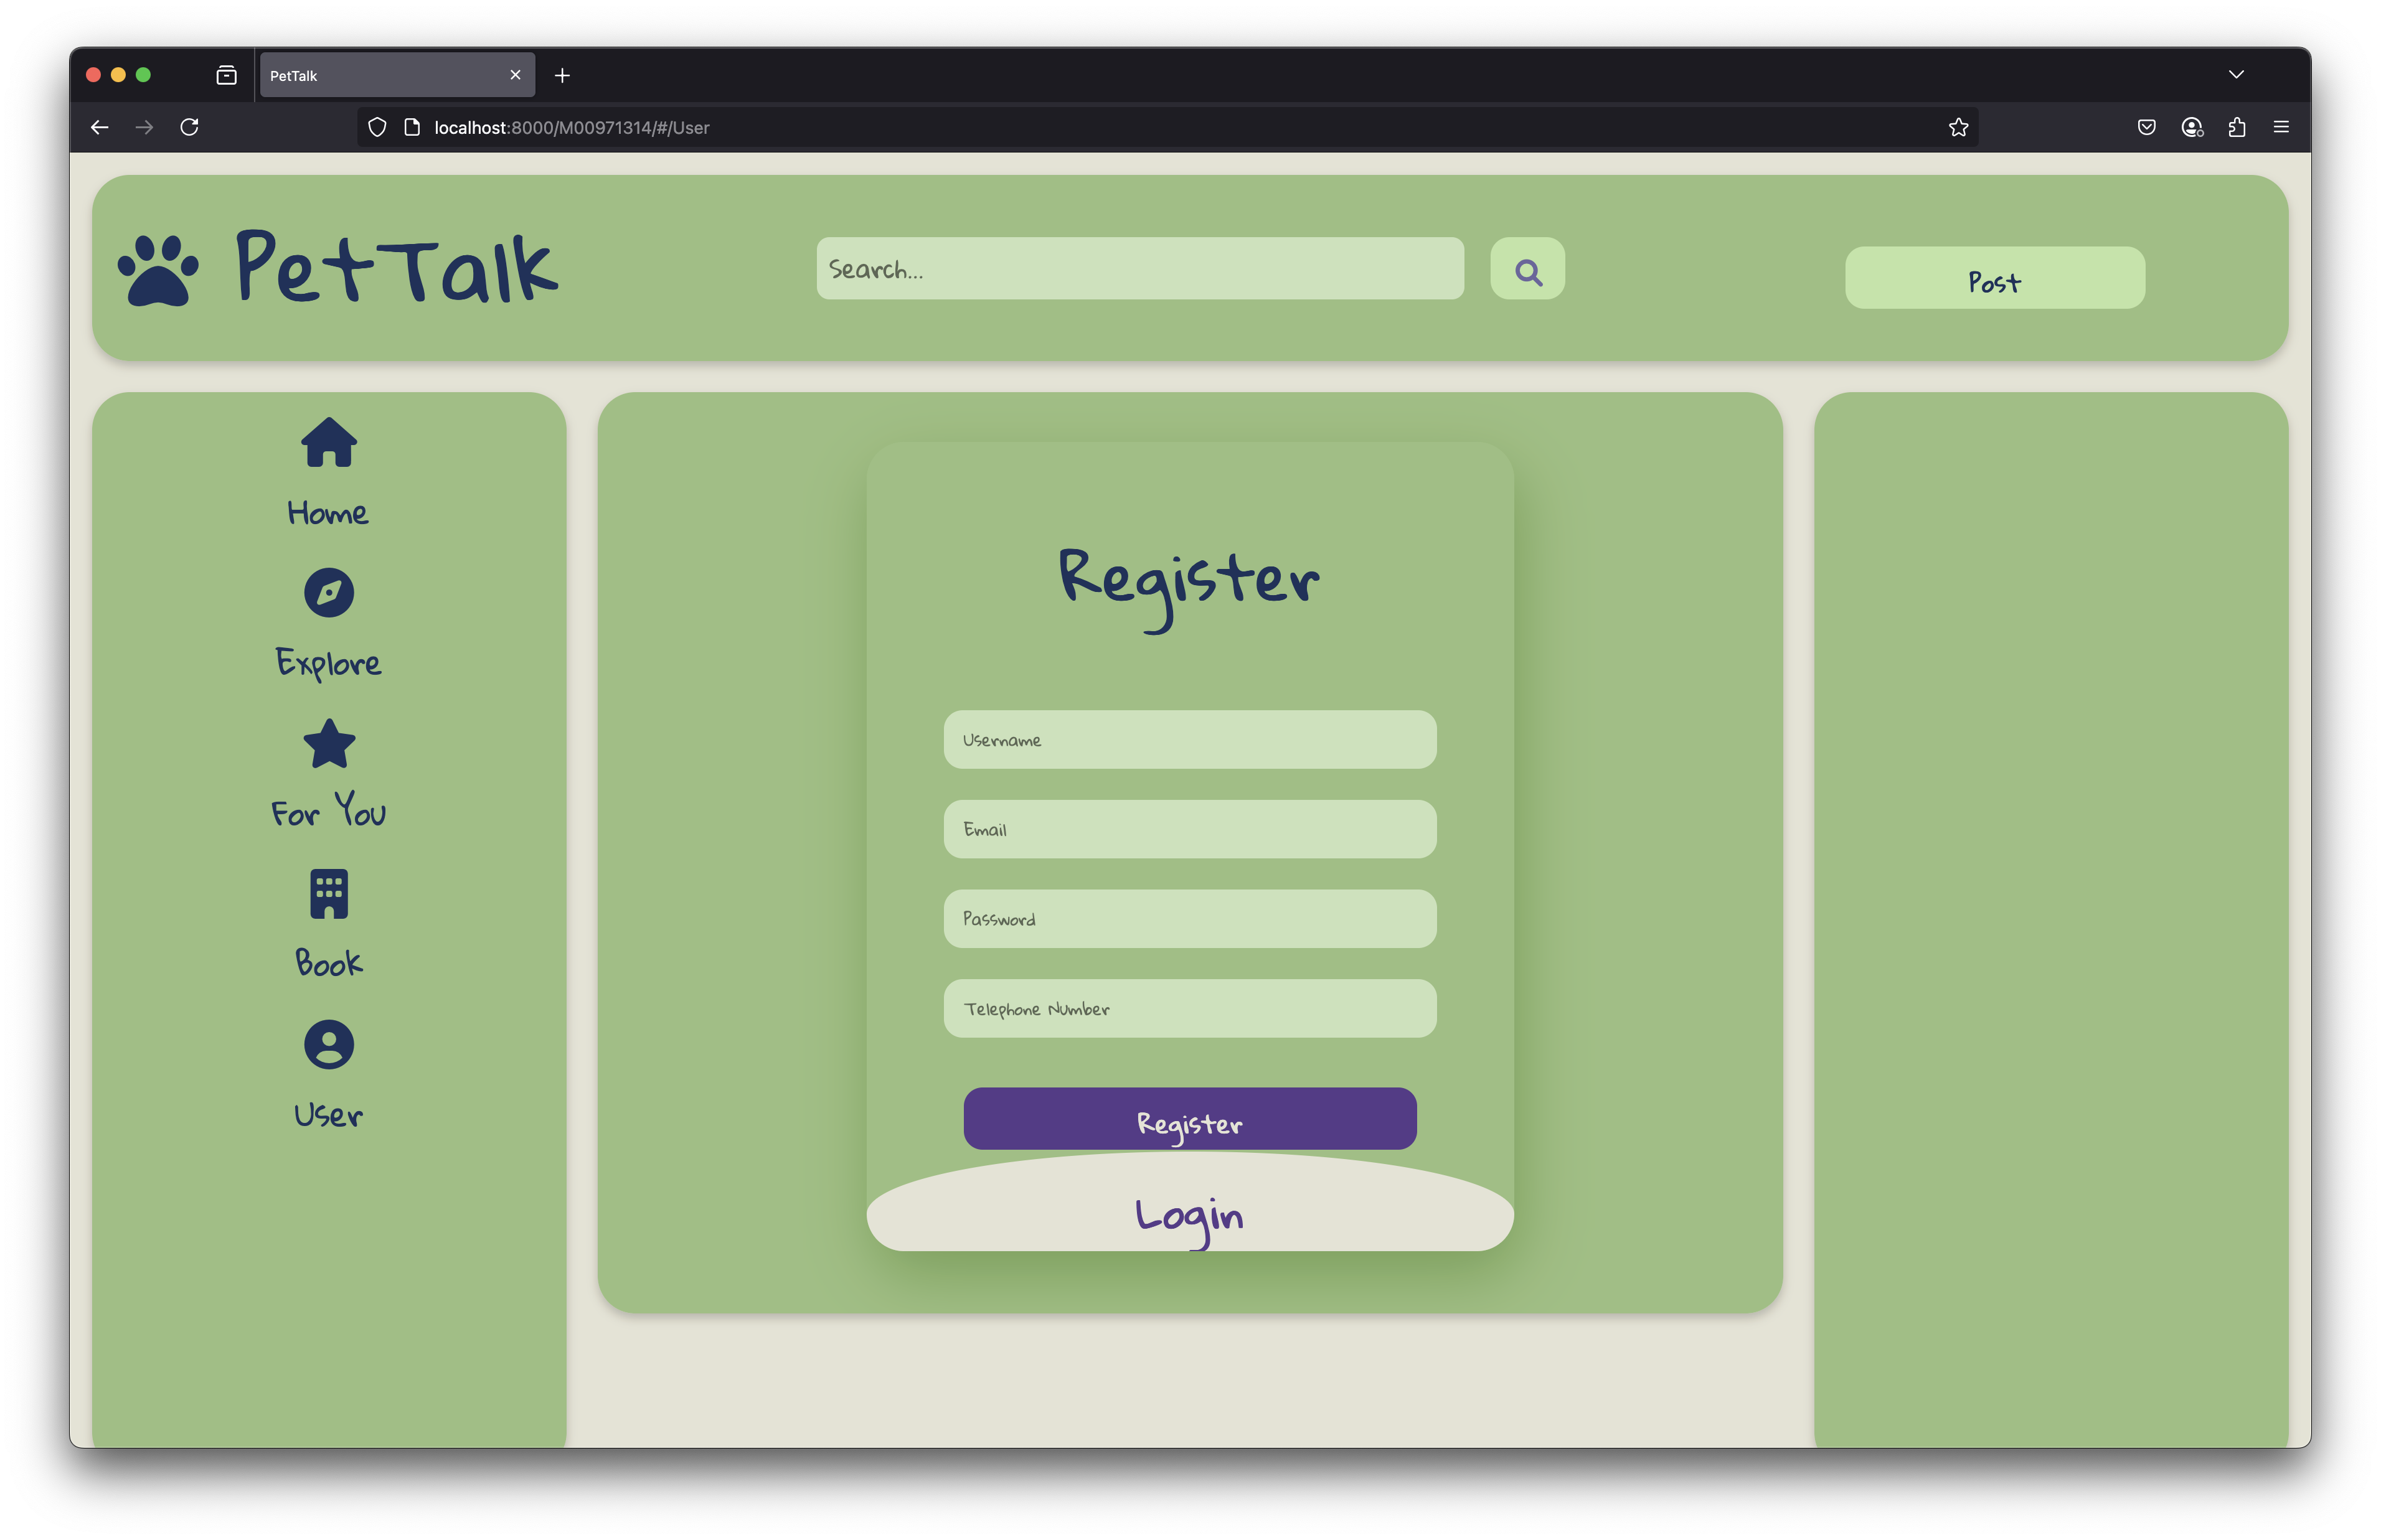 PetTalk
localhost:8000/M00971314/#/User
PetTalk
Search...
Post
Home
Explore
For You
Book
User
Register
Username
Email
Password
Telephone Number
Register
Login